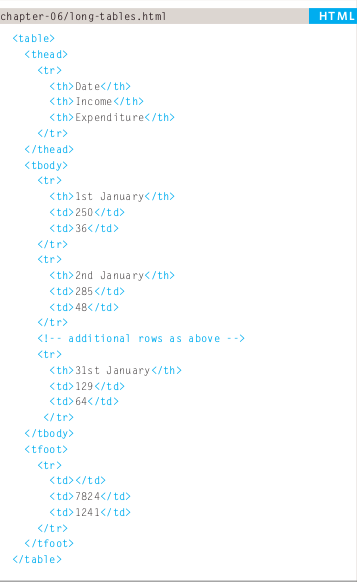 chapter-06/long-tables.html HTML
<table>
<thead>
<tr>
<th>Date</th>
<th>Income</th>
<th>Expenditure</th>
</tr>
</thead>
<tbody>
<tr>
<th>1st January</th>
<td>250</td>
<td>36</td>
</tr>
<tr>
<th>2nd January</th>
<td>285</td>
<td>48</td>
</tr>
<!-- additional rows as above -->
<tr>
<th>31st January</th>
<td>129</td>
<td>64</td>
</tr>
</tbody>
<tfoot>
<tr>
<td></td>
<td>7824</td>
<td>1241</td>
</tr>
</tfoot>
</table>